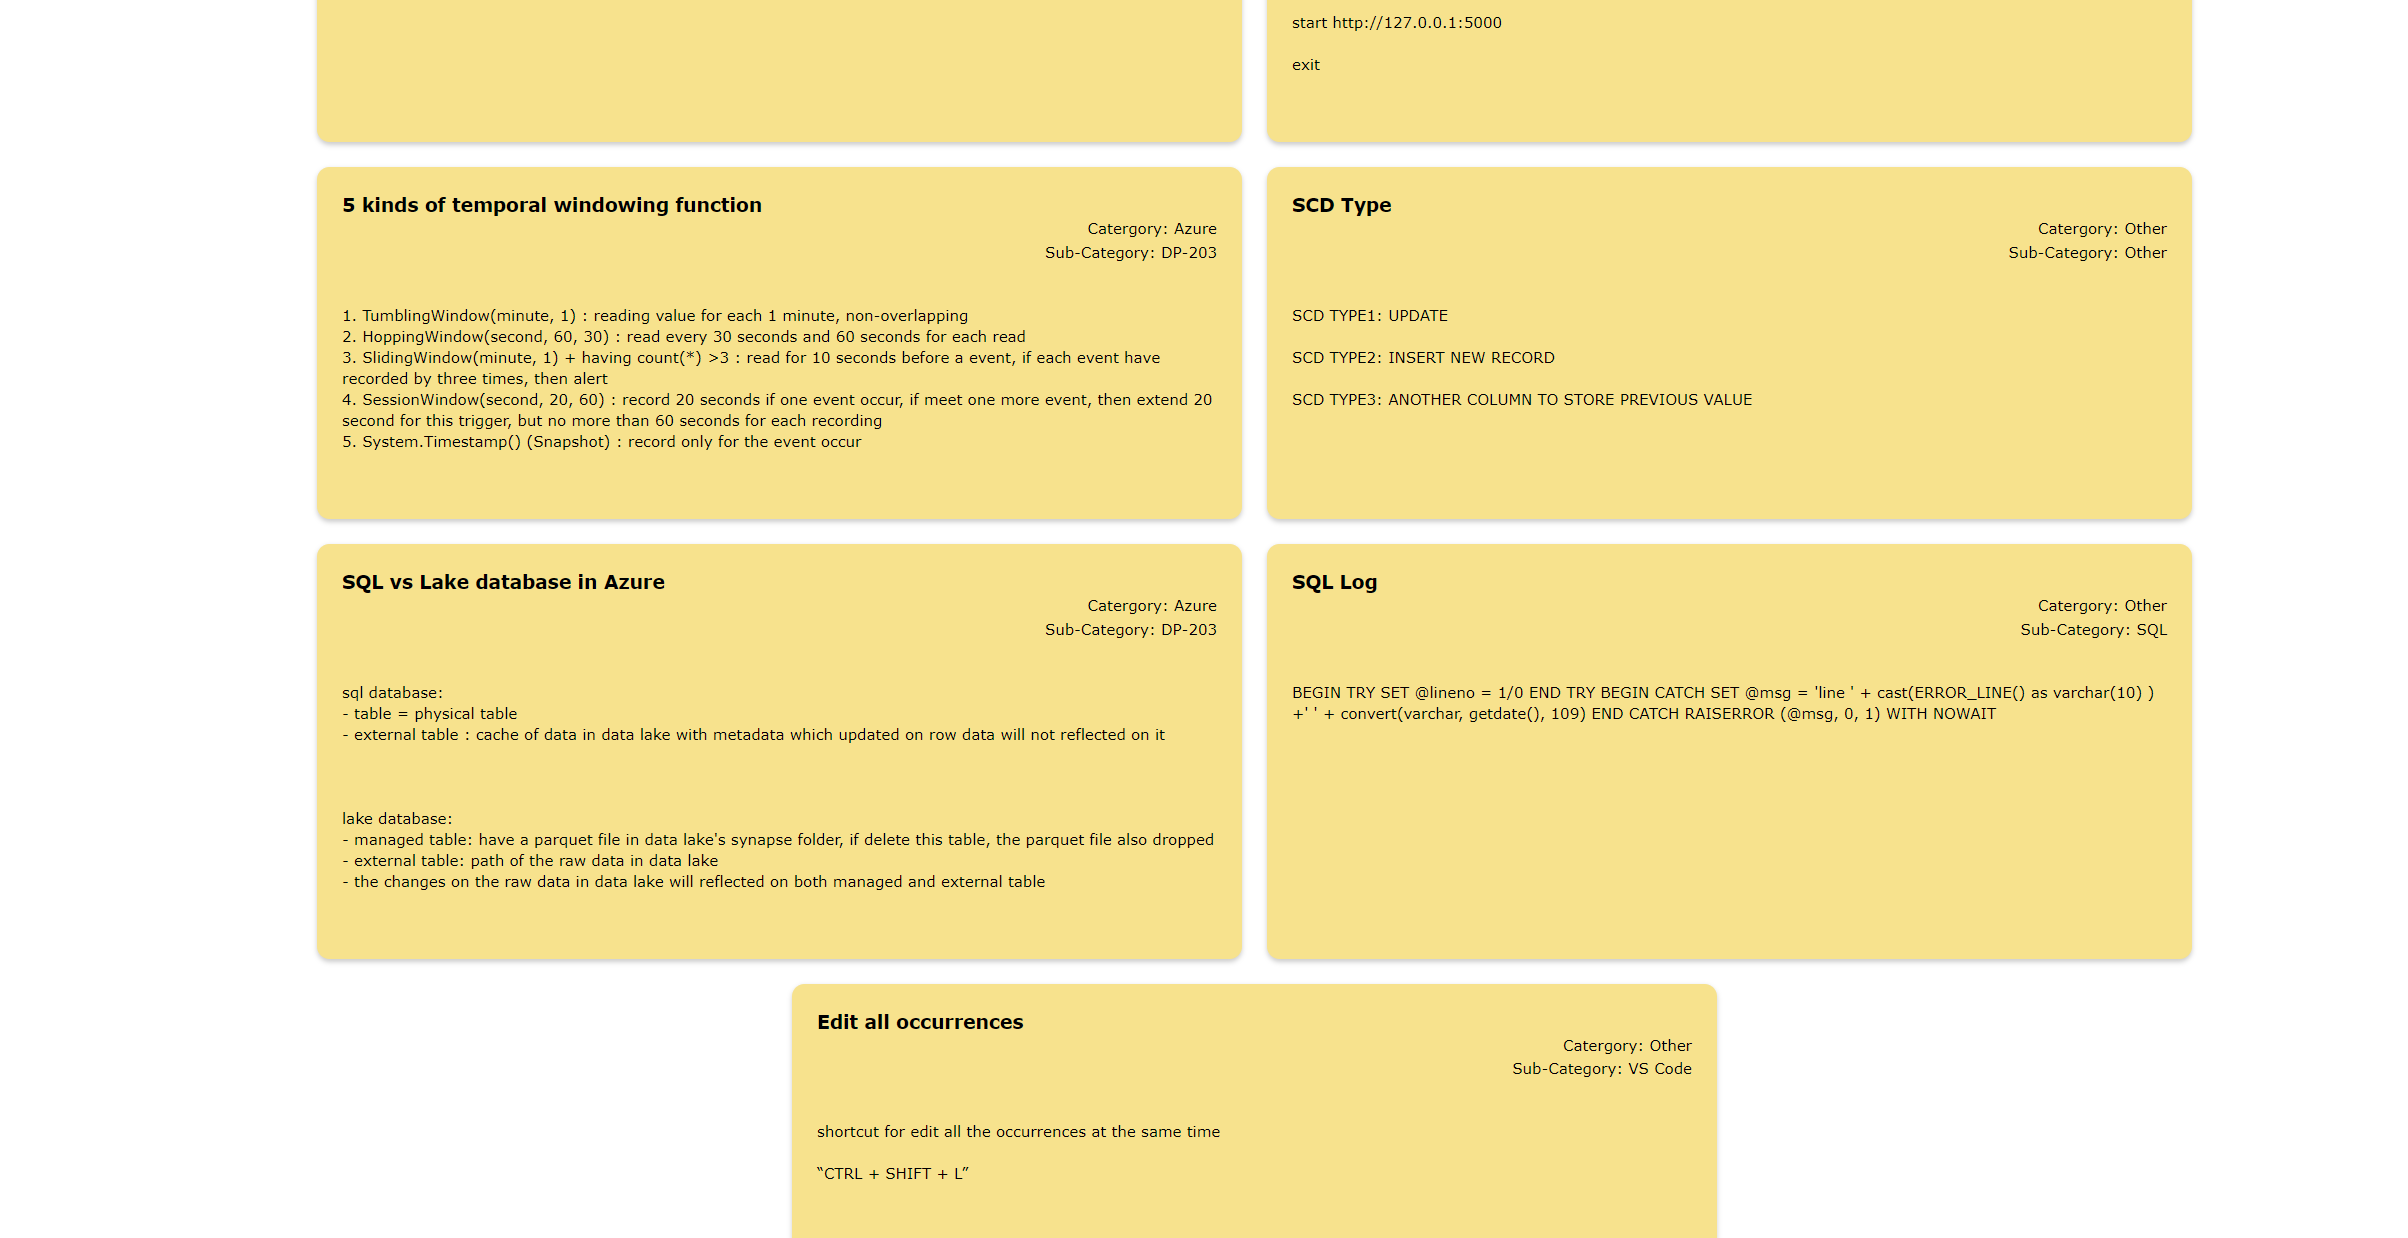 start http://127.0.0.1:5000
exit
5 kinds of temporal windowing function
Catergory: Azure
Sub-Category: DP-203
1. TumblingWindow(minute, 1) : reading value for each 1 minute, non-overlapping
2. HoppingWindow(second, 60, 30) : read every 30 seconds and 60 seconds for each read
3. SlidingWindow(minute, 1) + having count(*) >3 : read for 10 seconds before a event, if each event have
recorded by three times, then alert
4. SessionWindow(second, 20, 60) : record 20 seconds if one event occur, if meet one more event, then extend 20
second for this trigger, but no more than 60 seconds for each recording
5. System.Timestamp() (Snapshot) : record only for the event occur
SCD Type
Catergory: Other
Sub-Category: Other
SCD TYPE1: UPDATE
SCD TYPE2: INSERT NEW RECORD
SCD TYPE3: ANOTHER COLUMN TO STORE PREVIOUS VALUE
SQL vs Lake database in Azure
Catergory: Azure
Sub-Category: DP-203
sql database:
- table = physical table
- external table : cache of data in data lake with metadata which updated on row data will not reflected on it
lake database:
- managed table: have a parquet file in data lake's synapse folder, if delete this table, the parquet file also dropped
- external table: path of the raw data in data lake
- the changes on the raw data in data lake will reflected on both managed and external table
SQL Log
Catergory: Other
Sub-Category: SQL
BEGIN TRY SET @lineno = 1/0 END TRY BEGIN CATCH SET @msg = 'line ' + cast(ERROR_LINE() as varchar(10) )
+' ' + convert(varchar, getdate(), 109) END CATCH RAISERROR (@msg, 0, 1) WITH NOWAIT
Edit all occurrences
Catergory: Other
Sub-Category: VS Code
shortcut for edit all the occurrences at the same time
“CTRL + SHIFT + L”